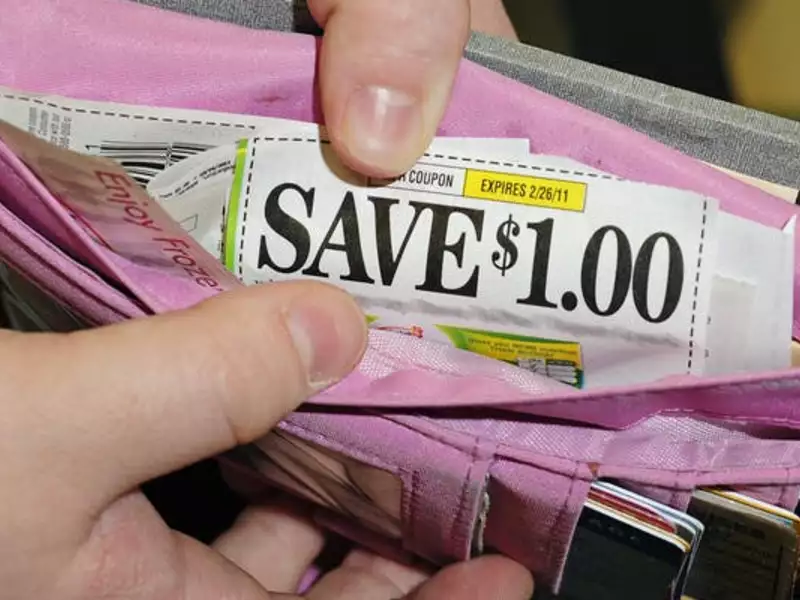 COUPON
EXPIRES 2/26/11
SAVE $1.00
Enjoy Froze